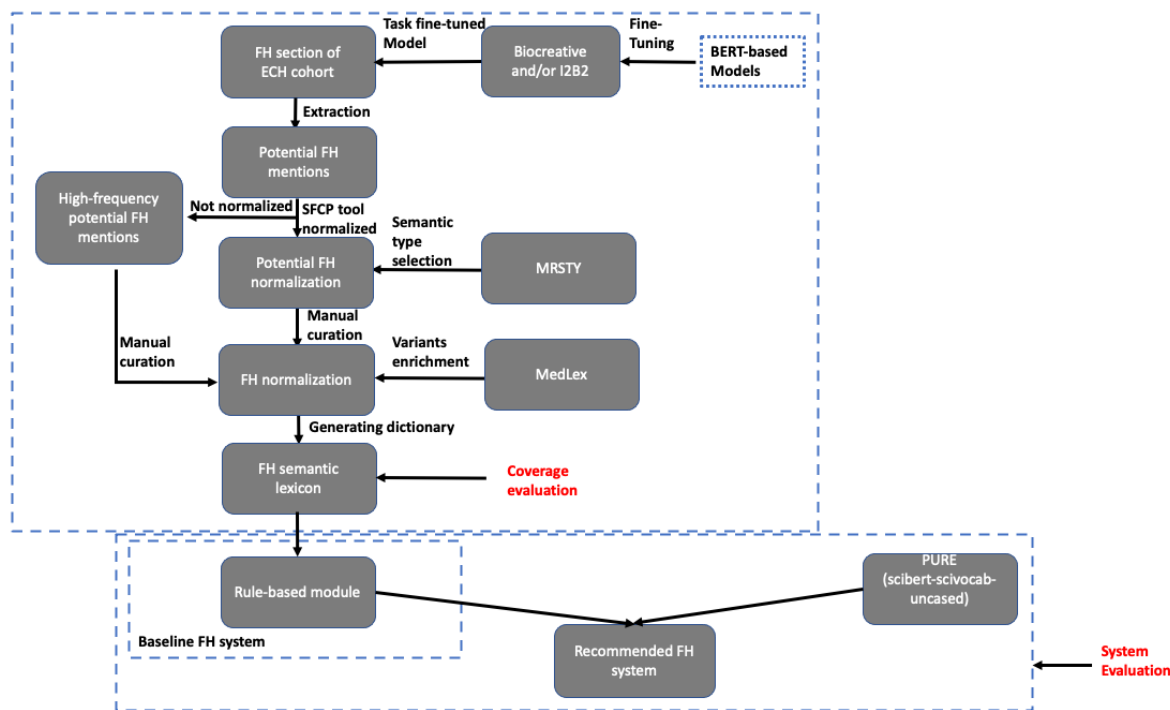 Task fine-tuned
Model
Fine-
Tuning
FH section of
ECH cohort
Biocreative
and/or I2B2
BERT-based
Models
Extraction
Potential FH
mentions
High-frequency
potential FH
mentions
Not normalized
SFCP tool
normalized
Semantic
type
selection
Potential FH
normalization
MRSTY
Manual
curation
Manual
curation
Variants
enrichment
FH normalization
MedLex
Generating dictionary
FH semantic
lexicon
Coverage
evaluation
Rule-based module
PURE
(scibert-scivocab-
uncased)
Baseline FH system
Recommended FH
system
System
Evaluation